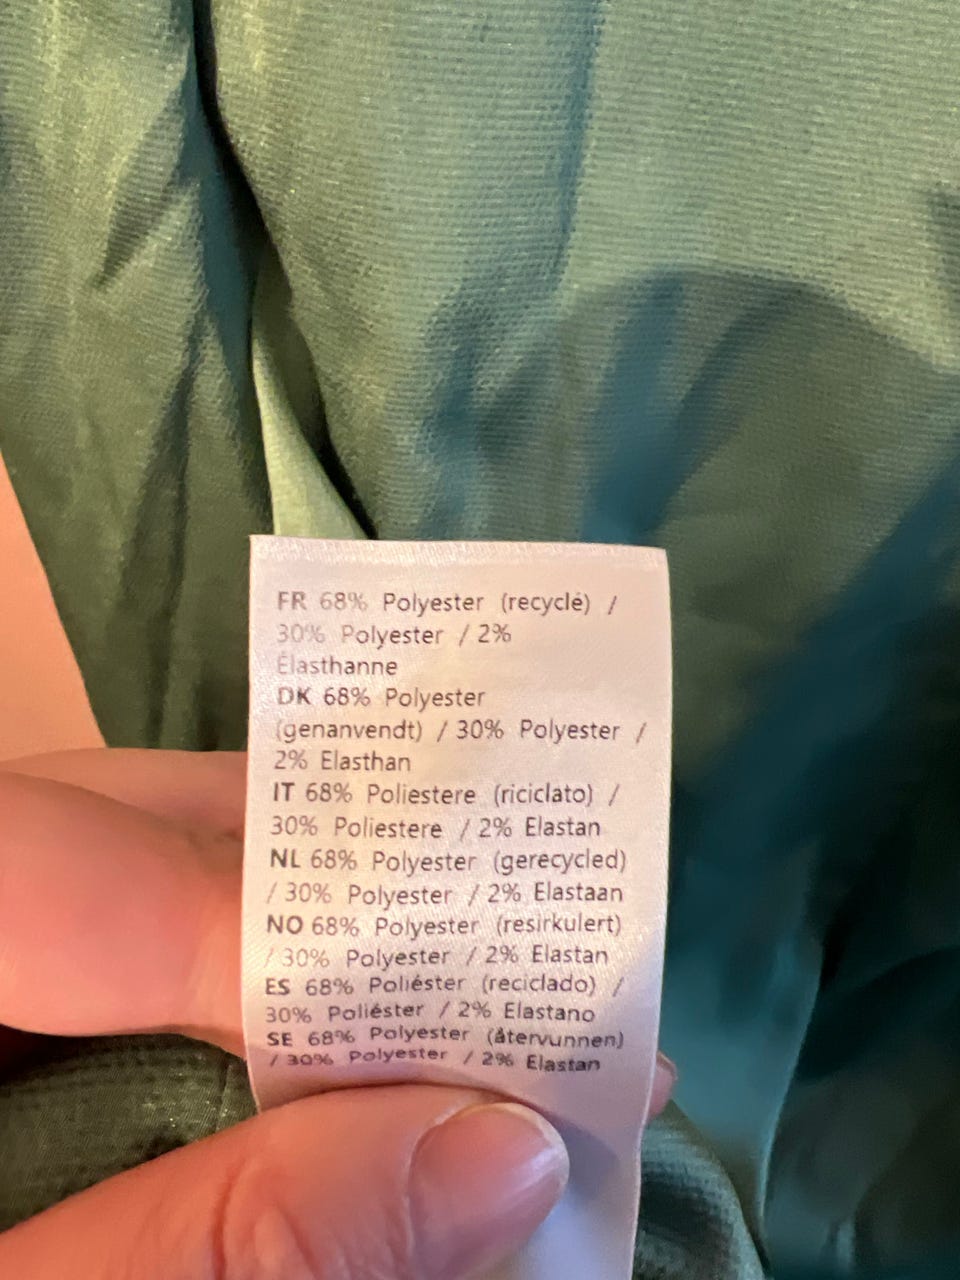 FR 68% Polyester (recyclé) /
30% Polyester / 2%
Élasthanne
DK 68% Polyester
(genanvendt) / 30% Polyester /
2% Elasthan
IT 68% Poliestere (riciclato) /
30% Poliestere / 2% Elastan
NL 68% Polyester (gerecycled)
/ 30% Polyester / 2% Elastaan
NO 68% Polyester (resirkulert)
/ 30% Polyester / 2% Elastan
ES 68% Poliéster (reciclado) /
30% Poliéster / 2% Elastano
SE 68% Polyester (återvunnen)
/ 30% Polyester / 2% Elastan